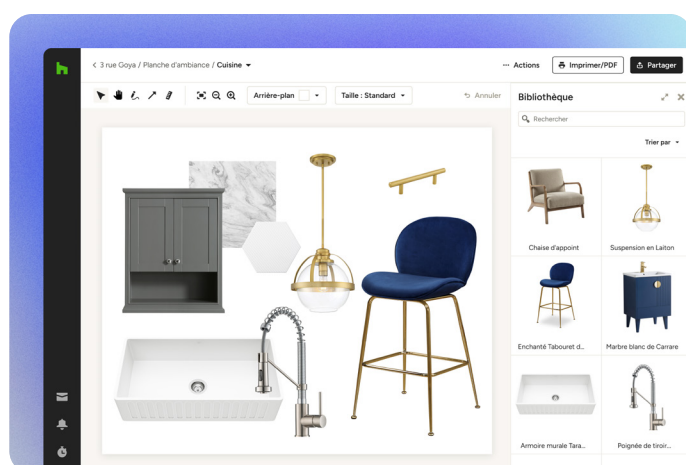 3 rue Goya / Planche d'ambiance / Cuisine
Actions
Imprimer/PDF
Partager
Arrière-plan
Taille : Standard
Annuler
Bibliothèque
Rechercher
Trier par
Chaise d'appoint
Suspension en Laiton
Enchanté Tabouret d...
Marbre blanc de Carrare
Armoire murale Tara...
Poignée de tiroir...